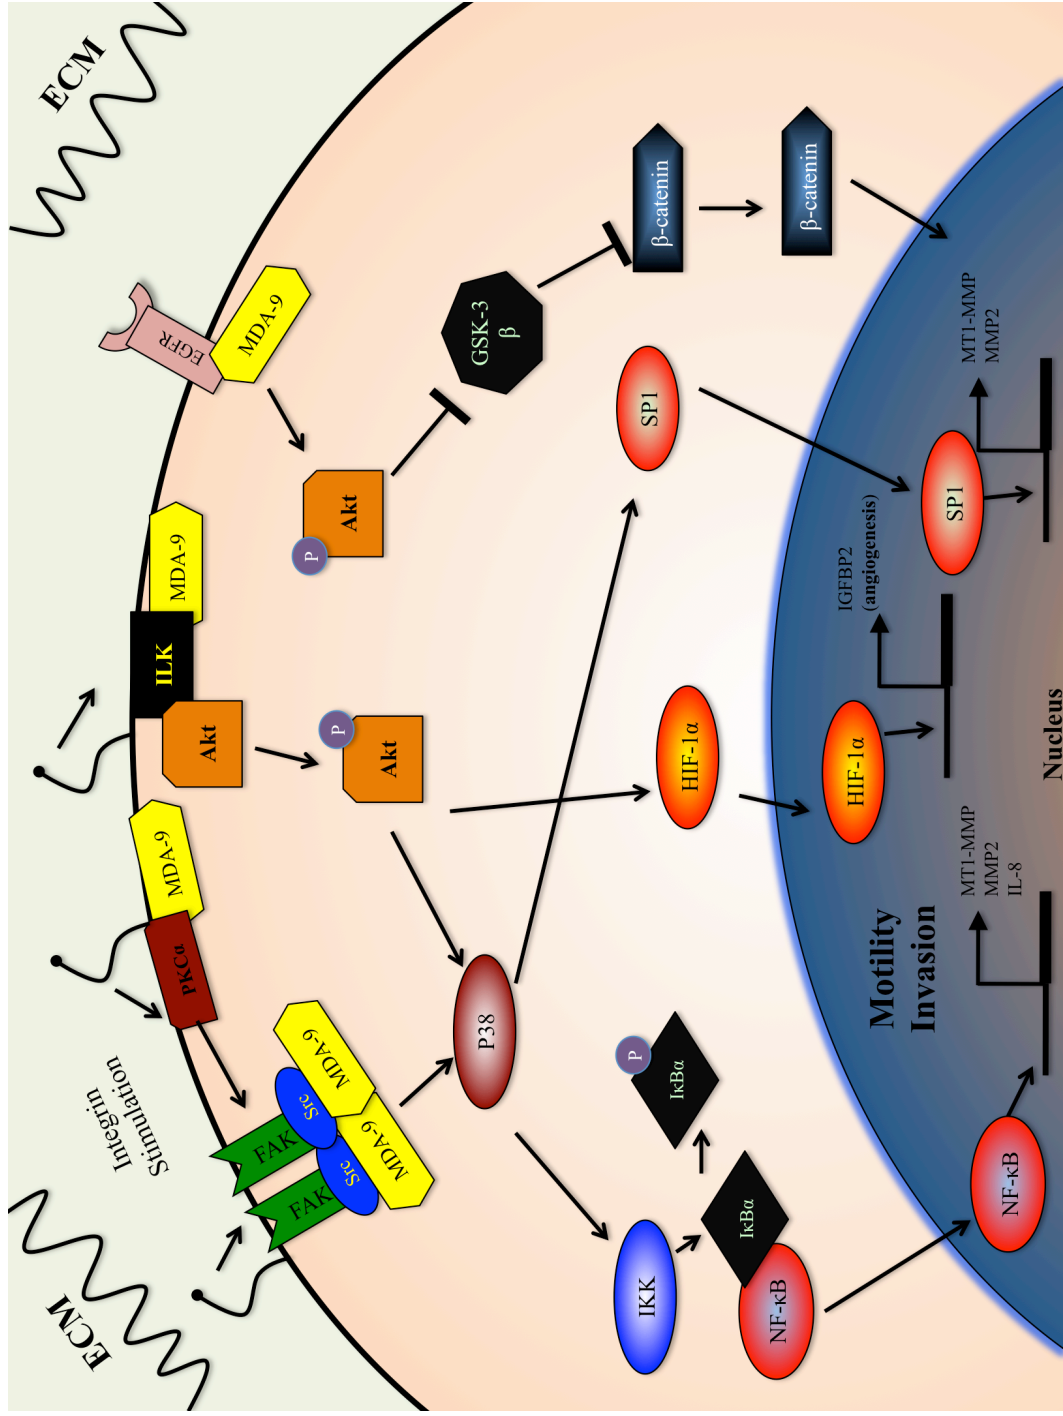 ECM
Integrin
Stimulation
ECM
FAK
FAK
Src
Src
MDA-9
MDA-9
PKCα
MDA-9
ILK
MDA-9
Akt
EGFR
MDA-9
P
Akt
P
Akt
GSK-3
β
P38
IKK
IκBα
NF-κB
P
IκBα
HIF-1α
SP1
β-catenin
β-catenin
Motility
Invasion
HIF-1α
IGFBP2
(angiogenesis)
SP1
MT1-MMP
MMP2
NF-κB
MT1-MMP
MMP2
IL-8
Nucleus